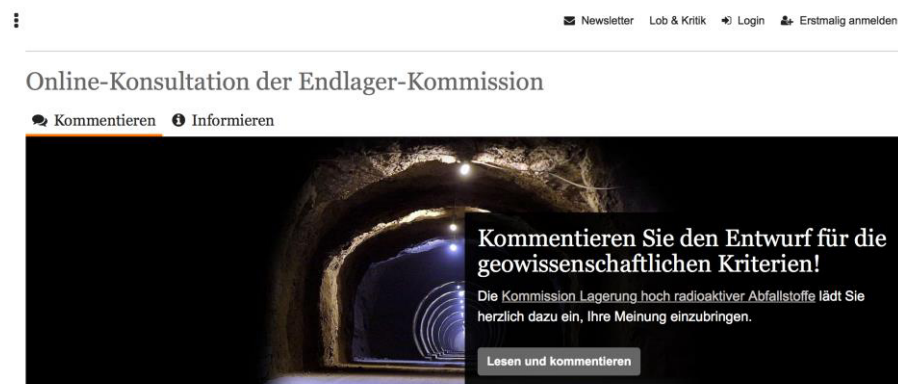 Newsletter Lob & Kritik Login Erstmalig anmelden
Online-Konsultation der Endlager-Kommission
Kommentieren Informieren
Kommentieren Sie den Entwurf für die
geowissenschaftlichen Kriterien!
Die Kommission Lagerung hoch radioaktiver Abfallstoffe lädt Sie
herzlich dazu ein, Ihre Meinung einzubringen.
Lesen und kommentieren